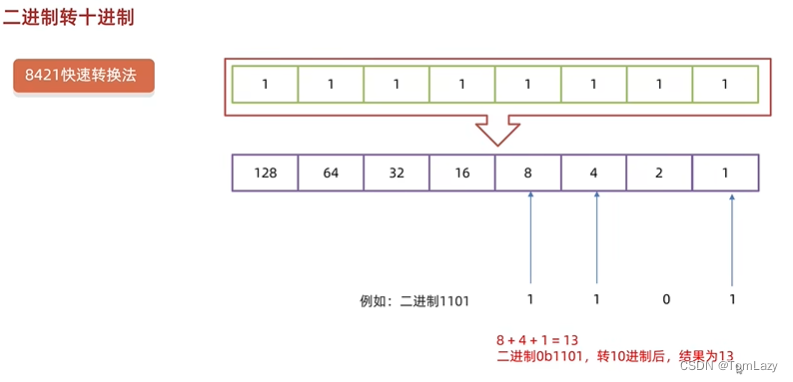 二进制转十进制
8421快速转换法
1 1 1 1 1 1 1 1
128 64 32 16 8 4 2 1
例如：二进制1101 1 1 0 1
8 + 4 + 1 = 13
二进制0b1101，转10进制后，结果为13
CSDN @TomLazy